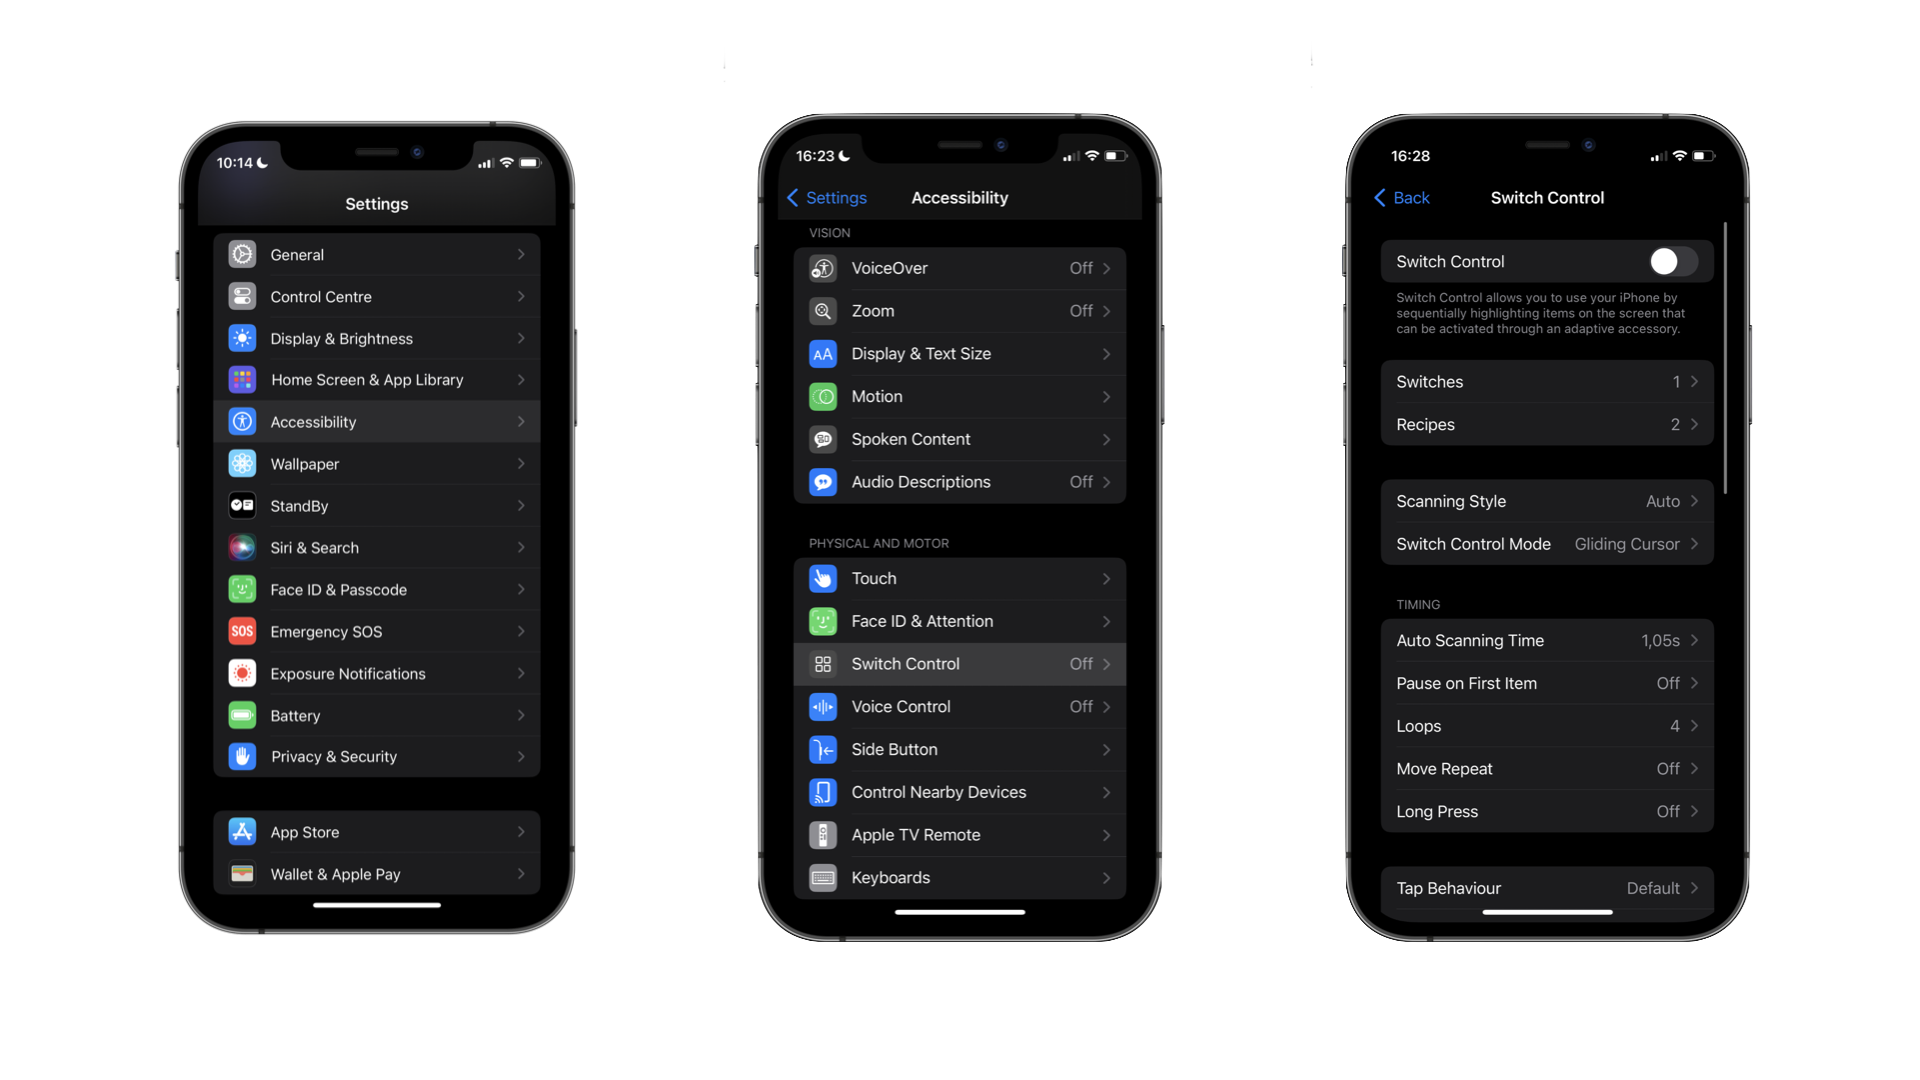 10:14
Settings
General
Control Centre
Display & Brightness
Home Screen & App Library
Accessibility
Wallpaper
StandBy
Siri & Search
Face ID & Passcode
SOS
Emergency SOS
Exposure Notifications
Battery
Privacy & Security
App Store
Wallet & Apple Pay
16:23
Settings
Accessibility
VISION
VoiceOver Off
Zoom Off
AA
Display & Text Size
Motion
Spoken Content
Audio Descriptions Off
PHYSICAL AND MOTOR
Touch
Face ID & Attention
Switch Control Off
Voice Control Off
Side Button
Control Nearby Devices
Apple TV Remote
Keyboards
16:28
Back
Switch Control
Switch Control
Switch Control allows you to use your iPhone by
sequentially highlighting items on the screen that
can be activated through an adaptive accessory.
Switches 1
Recipes 2
Scanning Style Auto
Switch Control Mode Gliding Cursor
TIMING
Auto Scanning Time 1,05s
Pause on First Item Off
Loops 4
Move Repeat Off
Long Press Off
Tap Behaviour Default